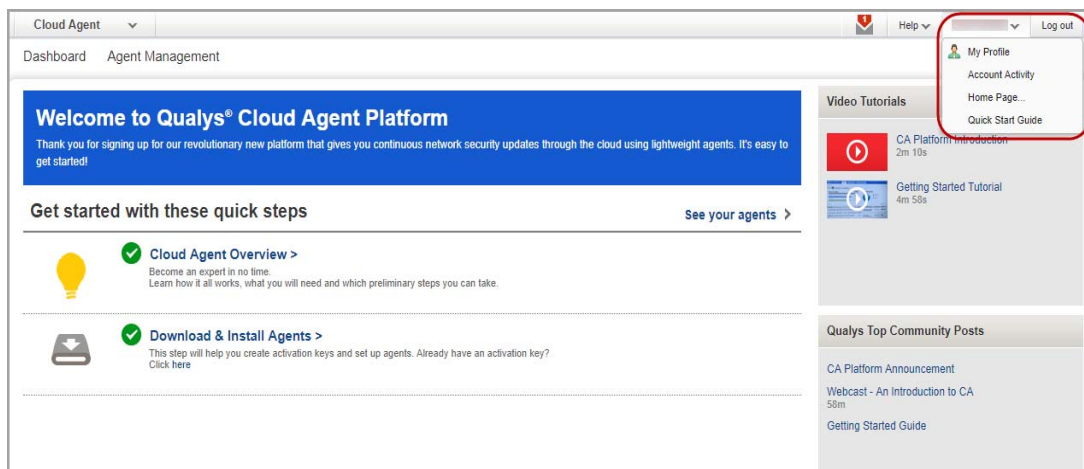 Cloud Agent
1
Help
Log out
Dashboard Agent Management
My Profile
Account Activity
Home Page...
Quick Start Guide
Welcome to Qualys® Cloud Agent Platform
Thank you for signing up for our revolutionary new platform that gives you continuous network security updates through the cloud using lightweight agents. It's easy to
get started!
Get started with these quick steps
See your agents >
Cloud Agent Overview >
Become an expert in no time.
Learn how it all works, what you will need and which preliminary steps you can take.
Download & Install Agents >
This step will help you create activation keys and set up agents. Already have an activation key?
Click here
Video Tutorials
CA Platform Introduction
2m 10s
Getting Started Tutorial
4m 58s
Qualys Top Community Posts
CA Platform Announcement
Webcast - An Introduction to CA
58m
Getting Started Guide